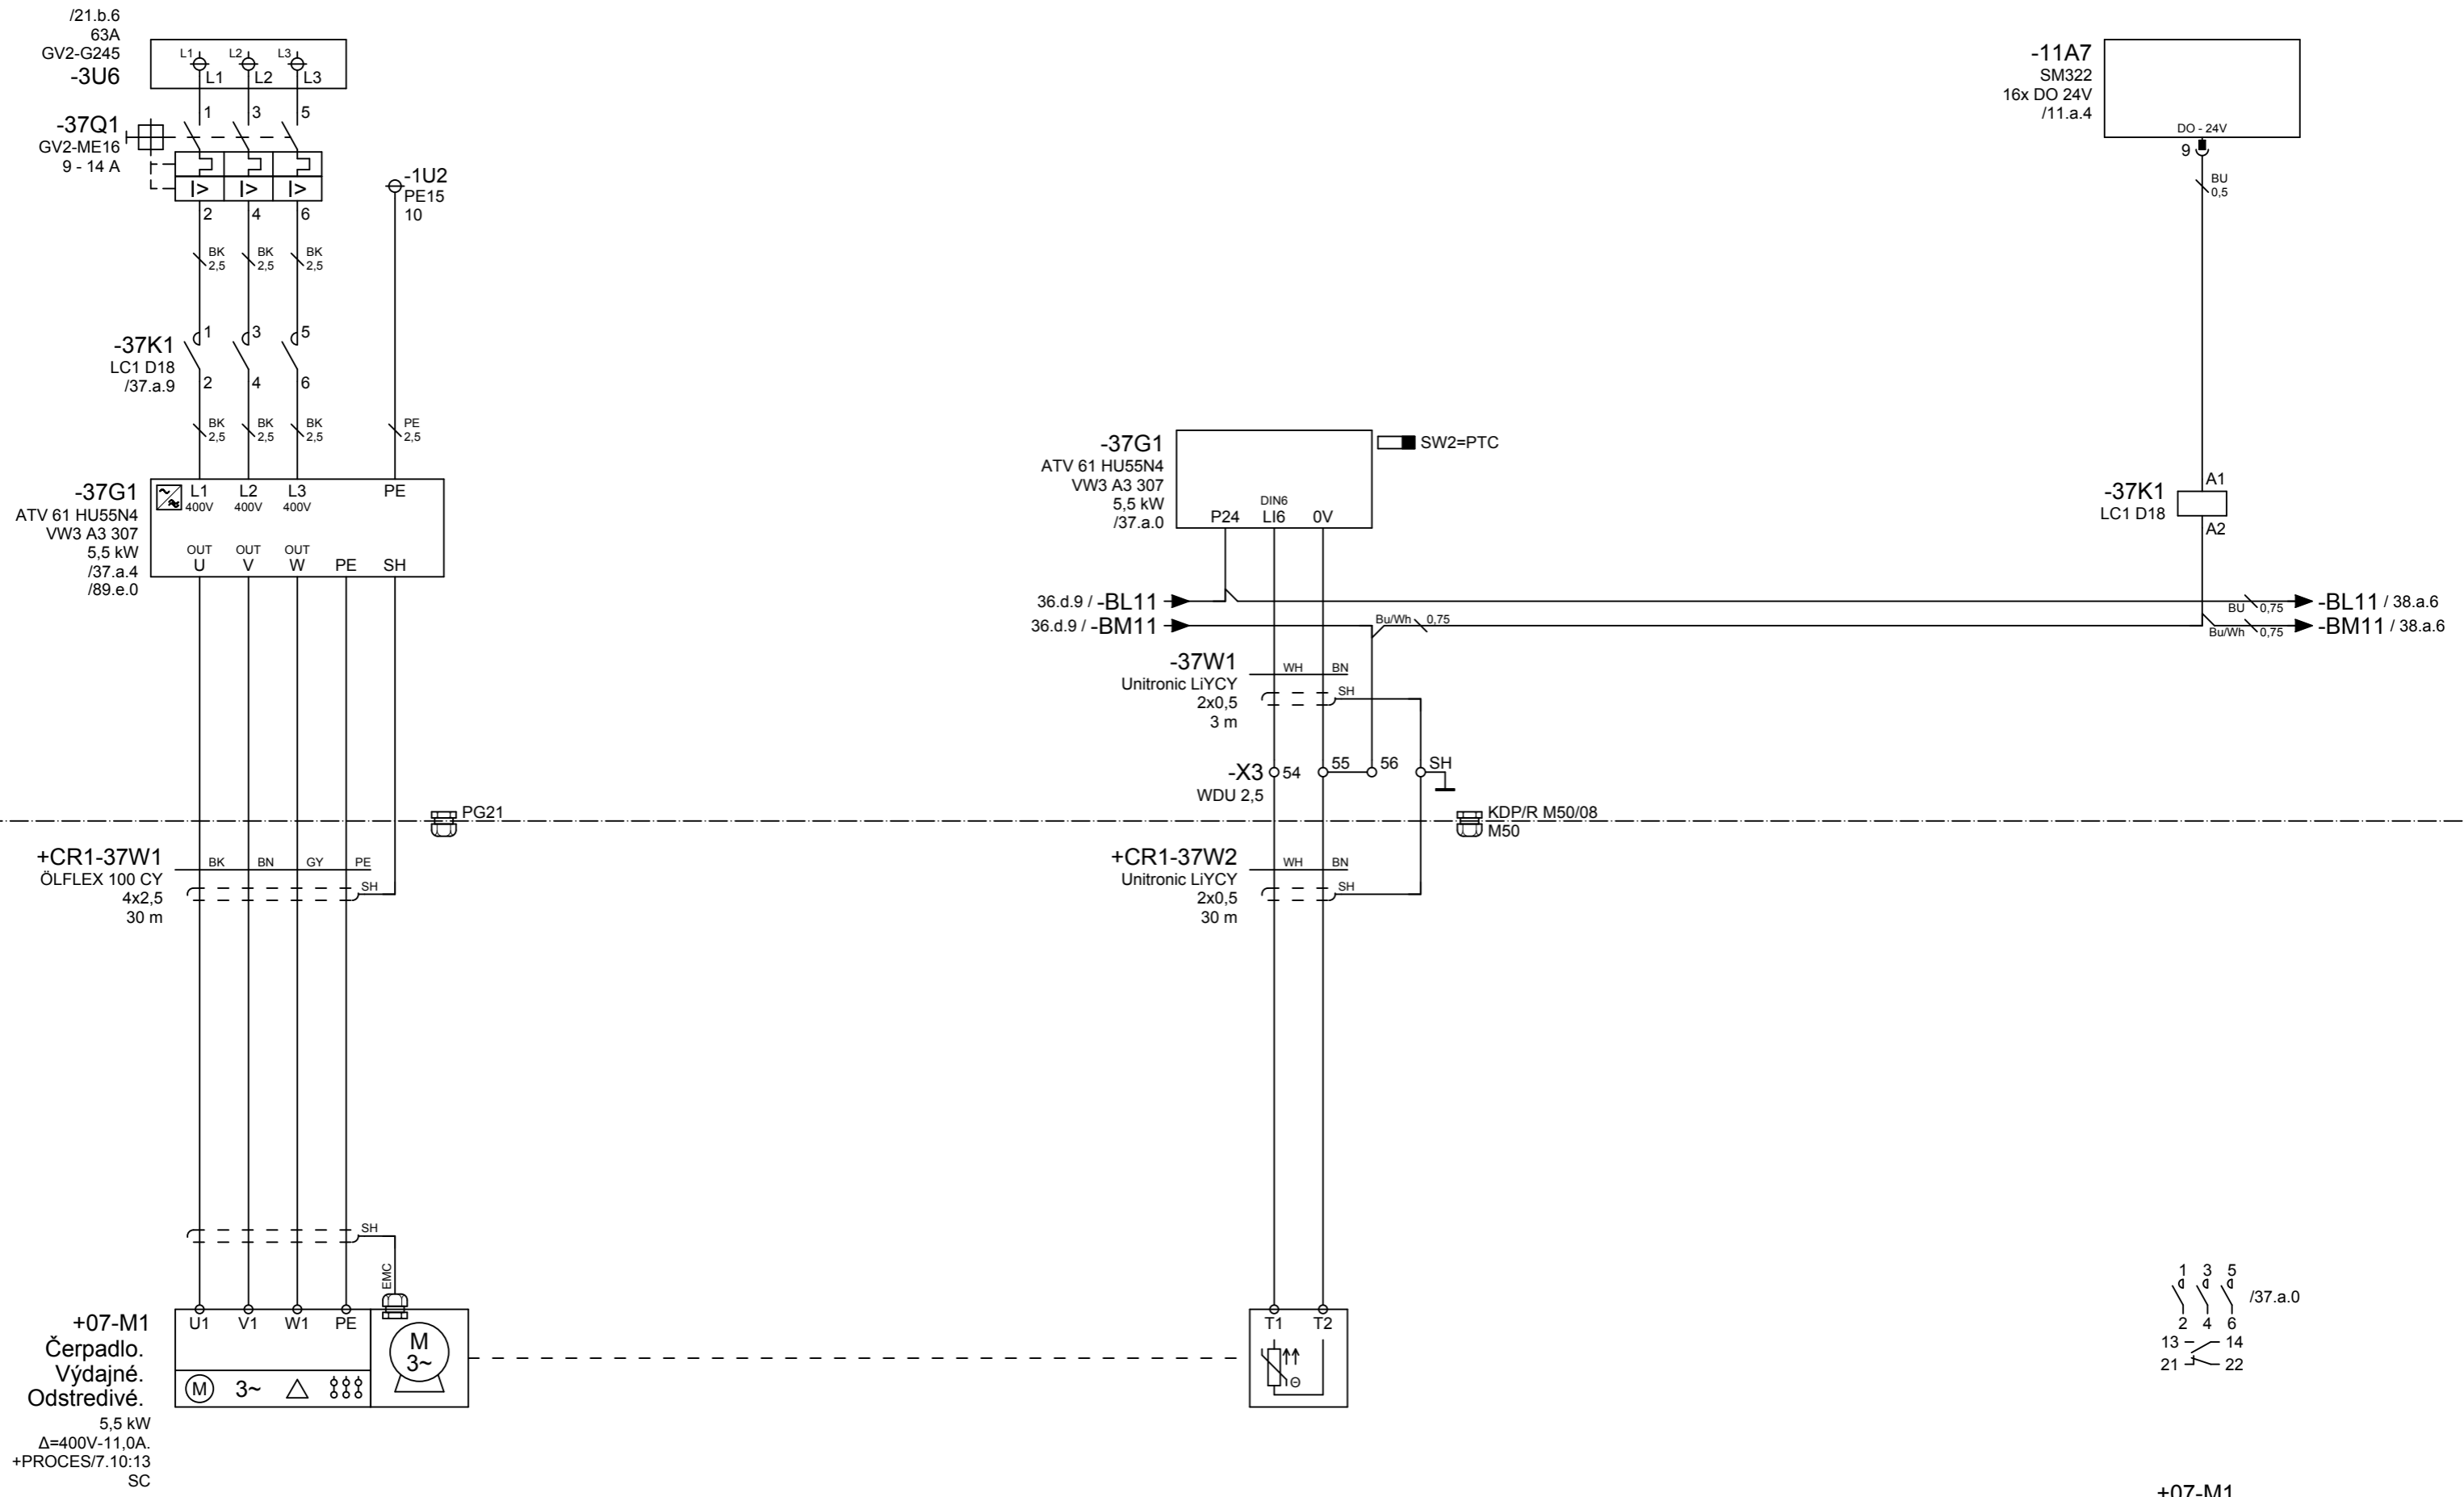 /21.b.6
63A
GV2-G245
-3U6
L1 L2 L3
L1 L2 L3
1 3 5
-37Q1
GV2-ME16
9 - 14 A
I> I> I>
2 4 6
-1U2
PE15
10
BK BK BK
2,5 2,5 2,5
1 3 5
-37K1
LC1 D18
/37.a.9
2 4 6
BK BK BK PE
2,5 2,5 2,5 2,5
-37G1
ATV 61 HU55N4
VW3 A3 307
5,5 kW
/37.a.4
/89.e.0
L1 L2 L3 PE
400V 400V 400V
OUT OUT OUT
U V W PE SH
PG21
+CR1-37W1
ÖLFLEX 100 CY
4x2,5
30 m
BK BN GY PE
SH
SH
EMC
+07-M1
Čerpadlo.
Výdajné.
Odstredivé.
5,5 kW
Δ=400V-11,0A.
+PROCES/7.10:13
SC
U1 V1 W1 PE
M 3~
M
3~
-37G1
ATV 61 HU55N4
VW3 A3 307
5,5 kW
/37.a.0
SW2=PTC
DIN6
P24 LI6 0V
36.d.9 / -BL11
36.d.9 / -BM11
Bu/Wh 0,75
-37W1
Unitronic LiYCY
2x0,5
3 m
WH BN
SH
-X3
WDU 2,5
54 55 56 SH
KDP/R M50/08
M50
+CR1-37W2
Unitronic LiYCY
2x0,5
30 m
WH BN
SH
T1 T2
Θ
-11A7
SM322
16x DO 24V
/11.a.4
DO - 24V
9
BU
0,5
-37K1
LC1 D18
A1
A2
BU 0,75
-BL11 / 38.a.6
Bu/Wh 0,75
-BM11 / 38.a.6
1 3 5
/37.a.0
2 4 6
13 14
21 22
+07-M1